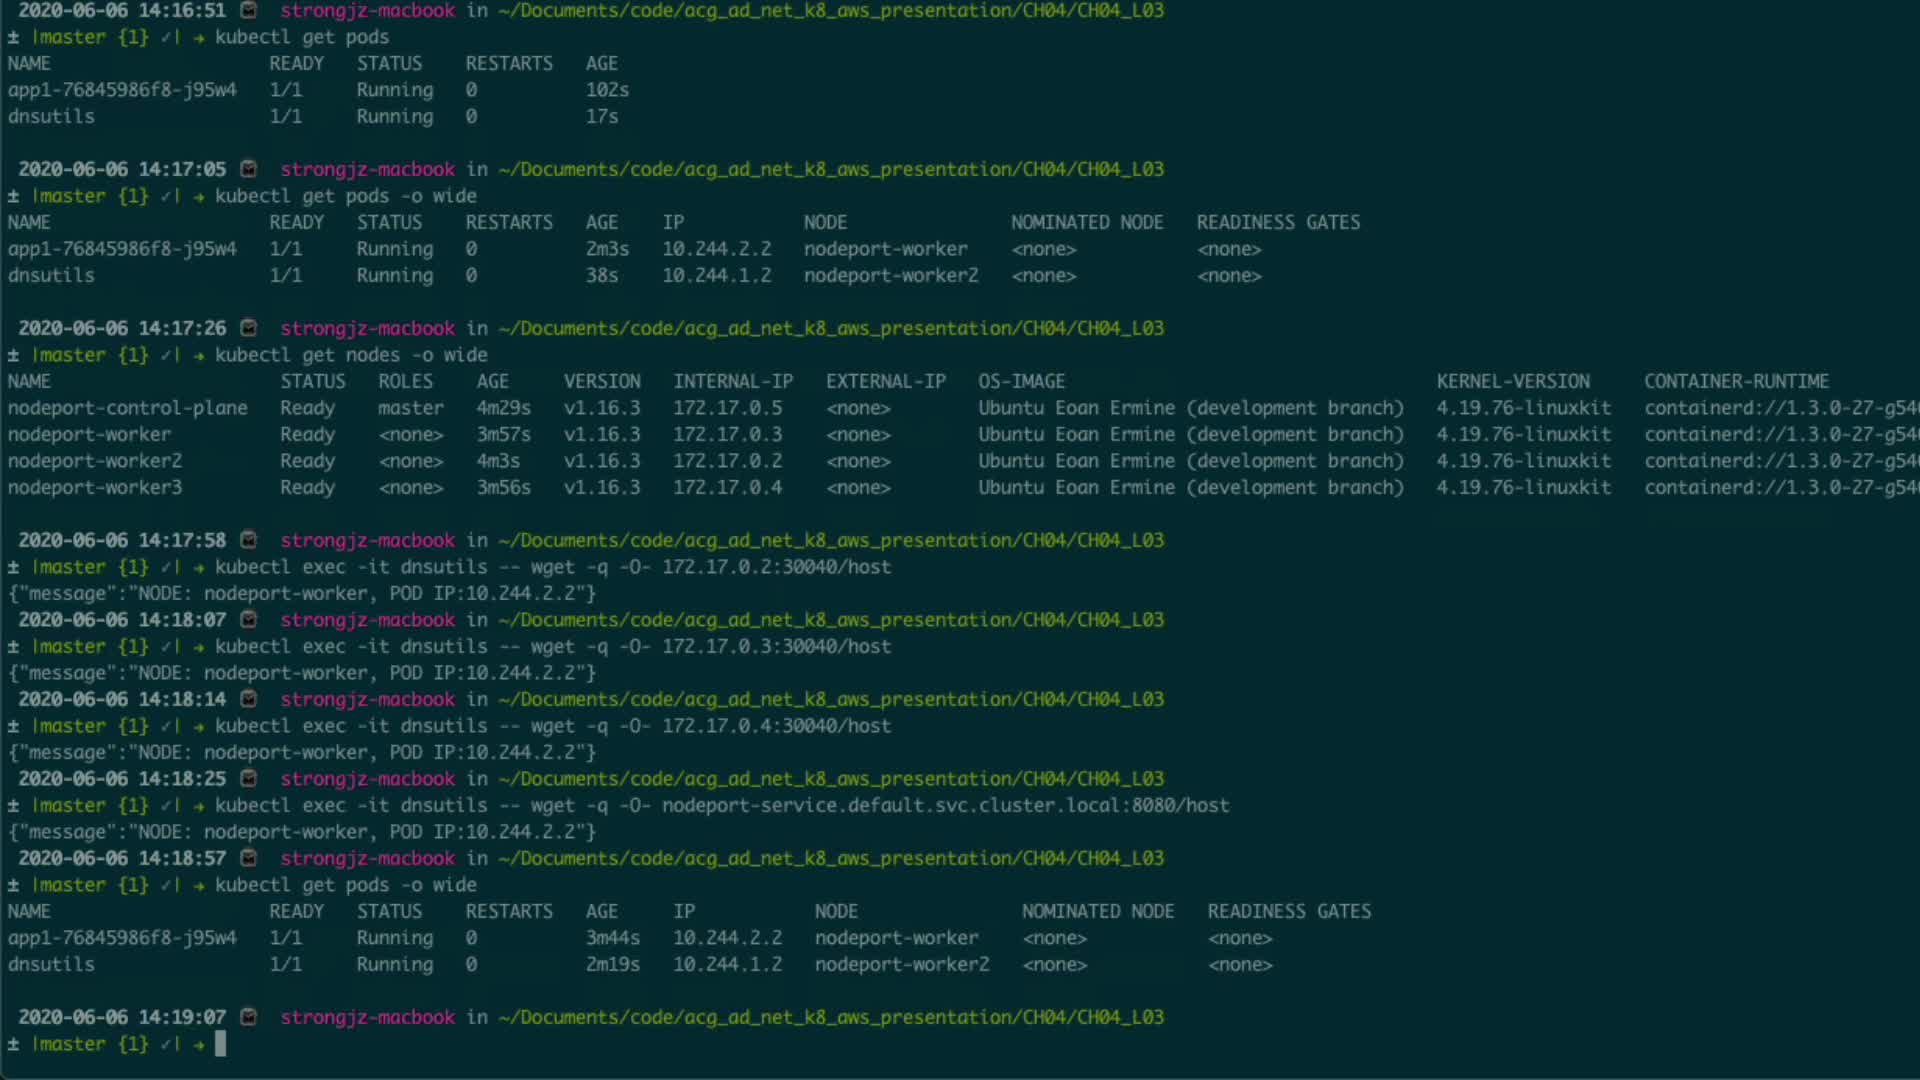 2020-06-06 14:16:51 strongjz-macbook in ~/Documents/code/acg_ad_net_k8_aws_presentation/CH04/CH04_L03
± |master {1} ✓| → kubectl get pods
NAME READY STATUS RESTARTS AGE
app1-76845986f8-j95w4 1/1 Running 0 102s
dnsutils 1/1 Running 0 17s
2020-06-06 14:17:05 strongjz-macbook in ~/Documents/code/acg_ad_net_k8_aws_presentation/CH04/CH04_L03
± |master {1} ✓| → kubectl get pods -o wide
NAME READY STATUS RESTARTS AGE IP NODE NOMINATED NODE READINESS GATES
app1-76845986f8-j95w4 1/1 Running 0 2m3s 10.244.2.2 nodeport-worker <none> <none>
dnsutils 1/1 Running 0 38s 10.244.1.2 nodeport-worker2 <none> <none>
2020-06-06 14:17:26 strongjz-macbook in ~/Documents/code/acg_ad_net_k8_aws_presentation/CH04/CH04_L03
± |master {1} ✓| → kubectl get nodes -o wide
NAME STATUS ROLES AGE VERSION INTERNAL-IP EXTERNAL-IP OS-IMAGE KERNEL-VERSION CONTAINER-RUNTIME
nodeport-control-plane Ready master 4m29s v1.16.3 172.17.0.5 <none> Ubuntu Eoan Ermine (development branch) 4.19.76-linuxkit containerd://1.3.0-27-g54
nodeport-worker Ready <none> 3m57s v1.16.3 172.17.0.3 <none> Ubuntu Eoan Ermine (development branch) 4.19.76-linuxkit containerd://1.3.0-27-g54
nodeport-worker2 Ready <none> 4m3s v1.16.3 172.17.0.2 <none> Ubuntu Eoan Ermine (development branch) 4.19.76-linuxkit containerd://1.3.0-27-g54
nodeport-worker3 Ready <none> 3m56s v1.16.3 172.17.0.4 <none> Ubuntu Eoan Ermine (development branch) 4.19.76-linuxkit containerd://1.3.0-27-g54
2020-06-06 14:17:58 strongjz-macbook in ~/Documents/code/acg_ad_net_k8_aws_presentation/CH04/CH04_L03
± |master {1} ✓| → kubectl exec -it dnsutils -- wget -q -O- 172.17.0.2:30040/host
{"message":"NODE: nodeport-worker, POD IP:10.244.2.2"}
2020-06-06 14:18:07 strongjz-macbook in ~/Documents/code/acg_ad_net_k8_aws_presentation/CH04/CH04_L03
± |master {1} ✓| → kubectl exec -it dnsutils -- wget -q -O- 172.17.0.3:30040/host
{"message":"NODE: nodeport-worker, POD IP:10.244.2.2"}
2020-06-06 14:18:14 strongjz-macbook in ~/Documents/code/acg_ad_net_k8_aws_presentation/CH04/CH04_L03
± |master {1} ✓| → kubectl exec -it dnsutils -- wget -q -O- 172.17.0.4:30040/host
{"message":"NODE: nodeport-worker, POD IP:10.244.2.2"}
2020-06-06 14:18:25 strongjz-macbook in ~/Documents/code/acg_ad_net_k8_aws_presentation/CH04/CH04_L03
± |master {1} ✓| → kubectl exec -it dnsutils -- wget -q -O- nodeport-service.default.svc.cluster.local:8080/host
{"message":"NODE: nodeport-worker, POD IP:10.244.2.2"}
2020-06-06 14:18:57 strongjz-macbook in ~/Documents/code/acg_ad_net_k8_aws_presentation/CH04/CH04_L03
± |master {1} ✓| → kubectl get pods -o wide
NAME READY STATUS RESTARTS AGE IP NODE NOMINATED NODE READINESS GATES
app1-76845986f8-j95w4 1/1 Running 0 3m44s 10.244.2.2 nodeport-worker <none> <none>
dnsutils 1/1 Running 0 2m19s 10.244.1.2 nodeport-worker2 <none> <none>
2020-06-06 14:19:07 strongjz-macbook in ~/Documents/code/acg_ad_net_k8_aws_presentation/CH04/CH04_L03
± |master {1} ✓| →